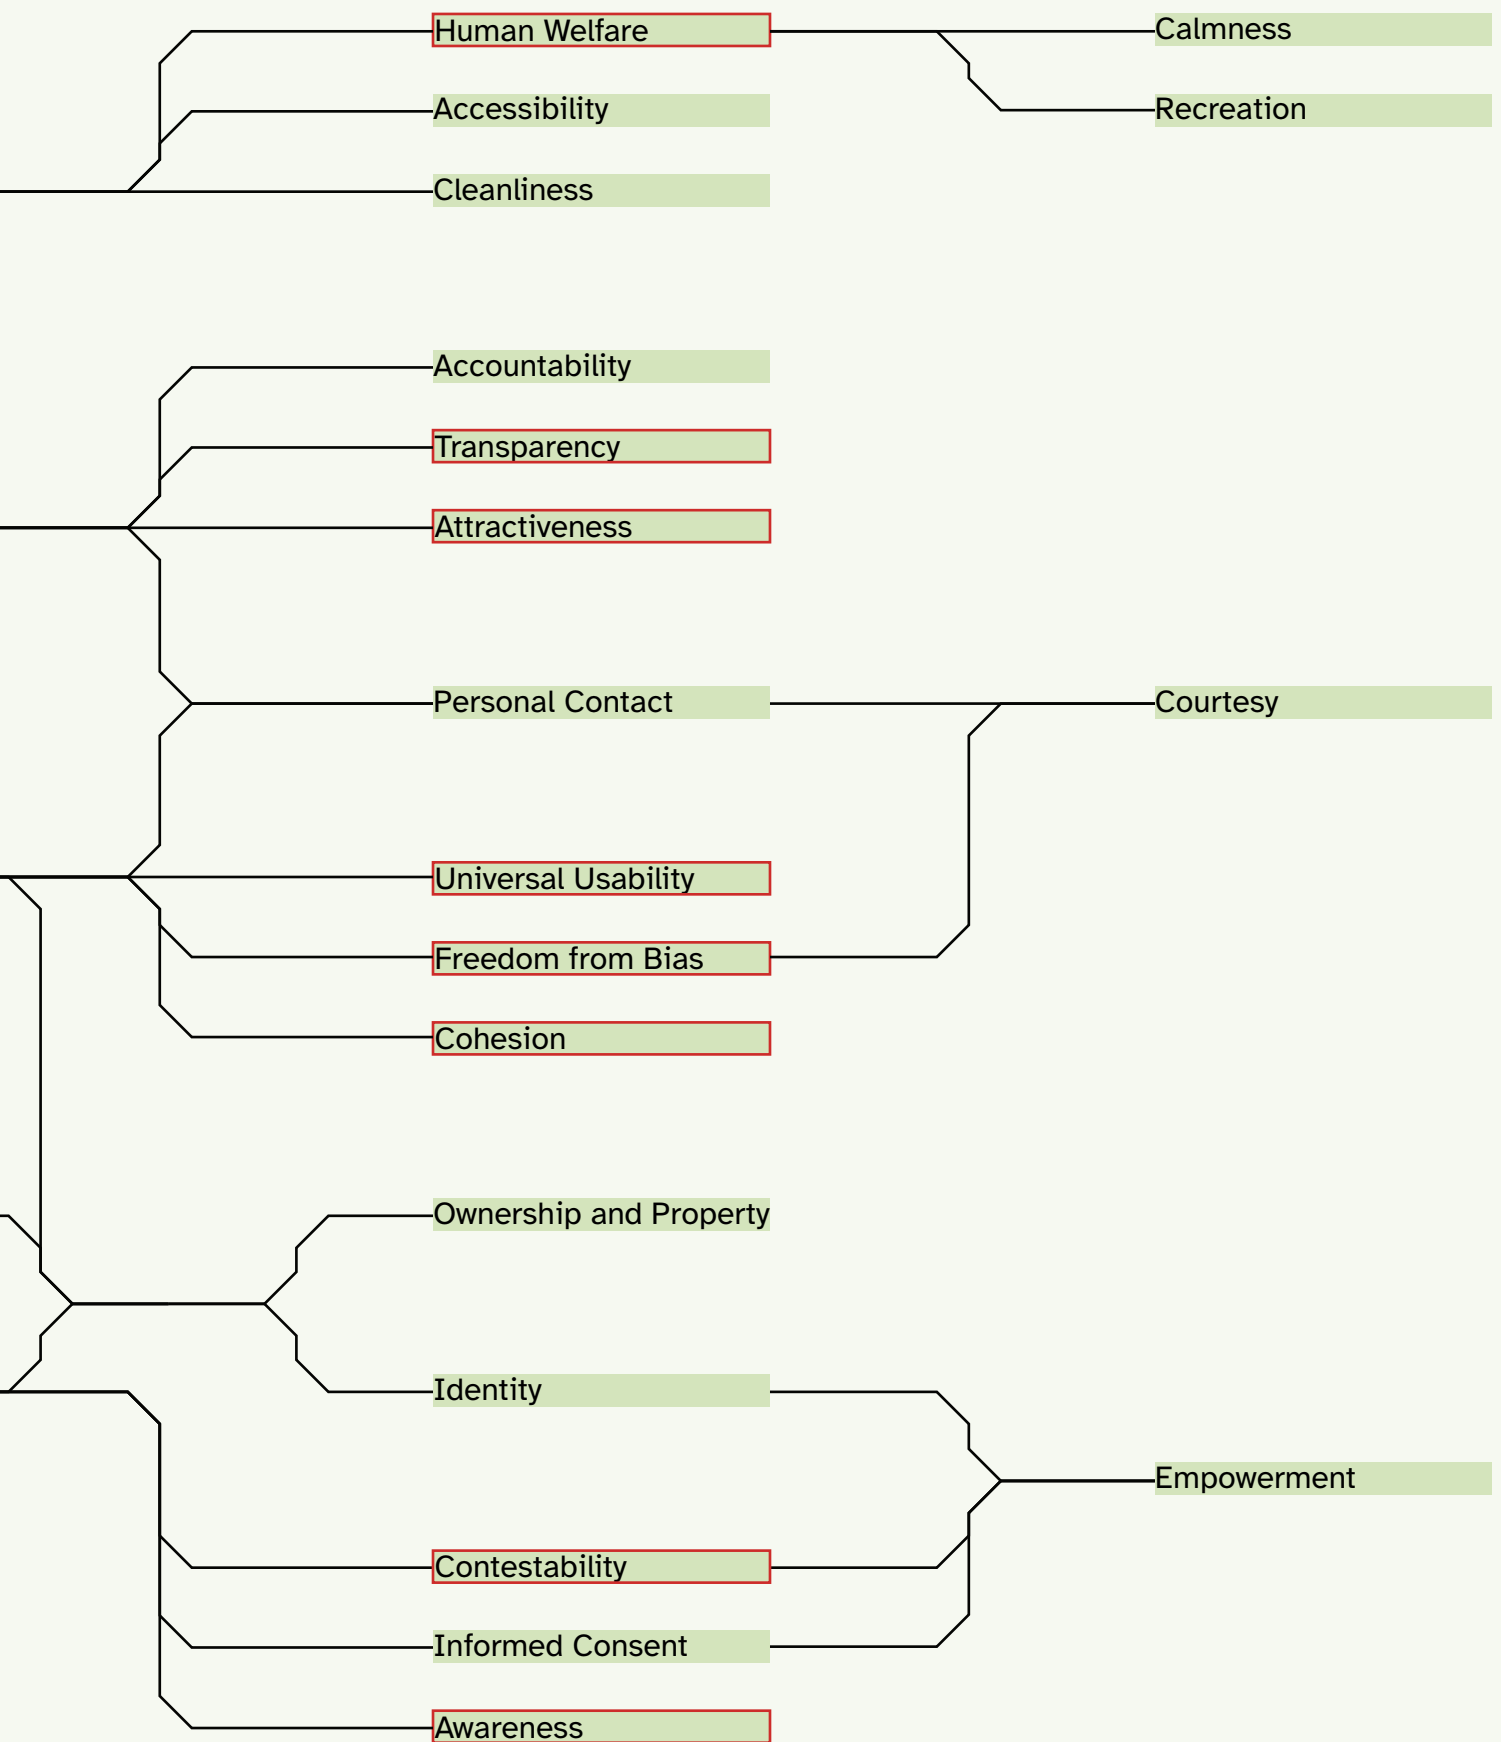 Human Welfare
Calmness
Accessibility
Recreation
Cleanliness
Accountability
Transparency
Attractiveness
Personal Contact
Courtesy
Universal Usability
Freedom from Bias
Cohesion
Ownership and Property
Identity
Empowerment
Contestability
Informed Consent
Awareness